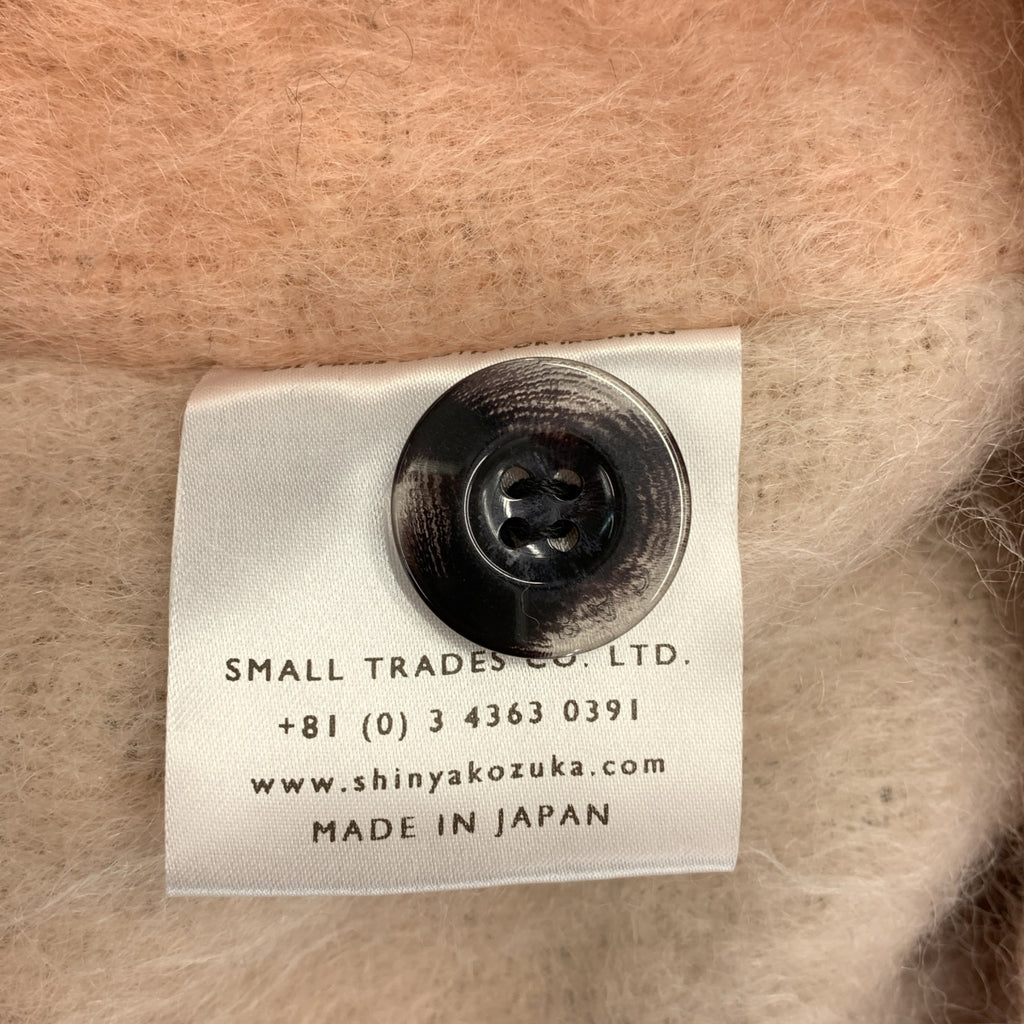 SMALL TRADES CO. LTD.
+81 (0) 3 4363 0391
www.shinyakozuka.com
MADE IN JAPAN